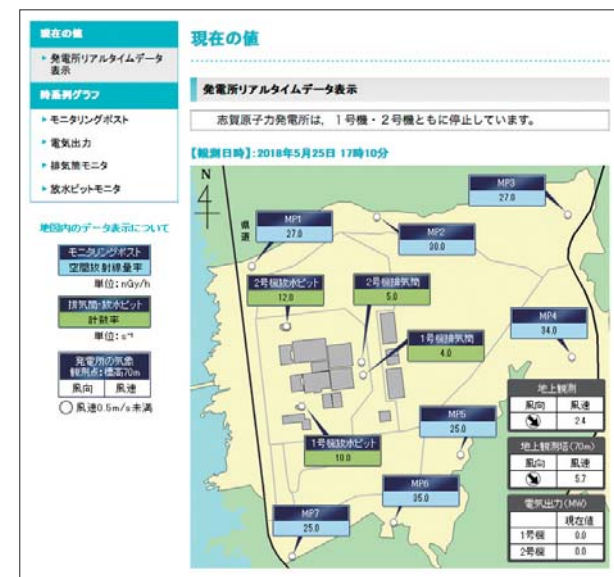 現在の値
発電所リアルタイムデータ
表示
時系列グラフ
モニタリングポスト
電気出力
排気筒モニタ
放水ピットモニタ
地図内のデータ表示について
モニタリングポスト
空間放射線量率
単位：nGy/h
排気筒・放水ピット
計数率
単位：s⁻¹
発電所の気象
観測点：標高70m
風向 風速
○ 風速0.5m/s未満
現在の値
発電所リアルタイムデータ表示
志賀原子力発電所は、1号機・2号機ともに停止しています。
【観測日時】：2018年5月25日 17時10分
N
県道
MP3
27.0
MP1
27.0
MP2
30.0
2号機放水ピット
12.0
2号機排気筒
5.0
1号機排気筒
4.0
MP4
34.0
MP5
25.0
1号機放水ピット
10.0
MP6
35.0
MP7
25.0
地上観測
風向 風速
2.4
地上観測塔(70m)
風向 風速
5.7
電気出力(MW)
現在値
1号機 0.0
2号機 0.0